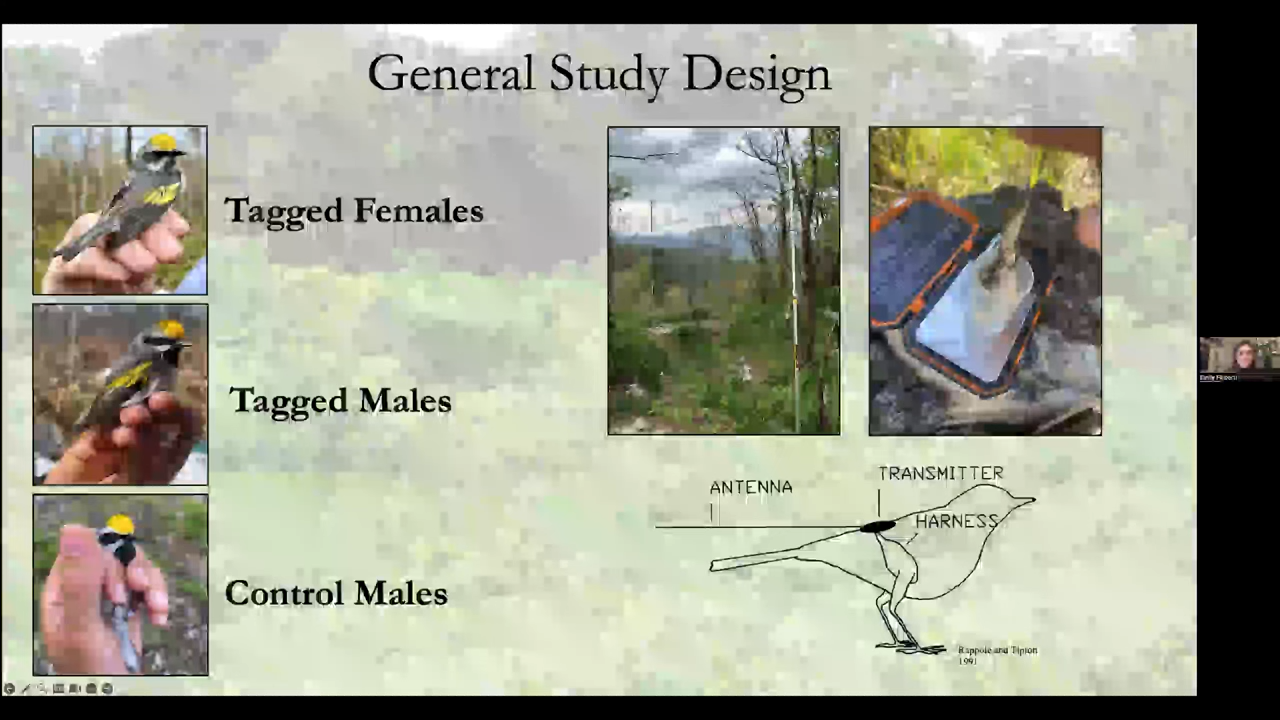 General Study Design
Tagged Females
Tagged Males
Control Males
ANTENNA
TRANSMITTER
HARNESS
Rappole and Tipton
1991